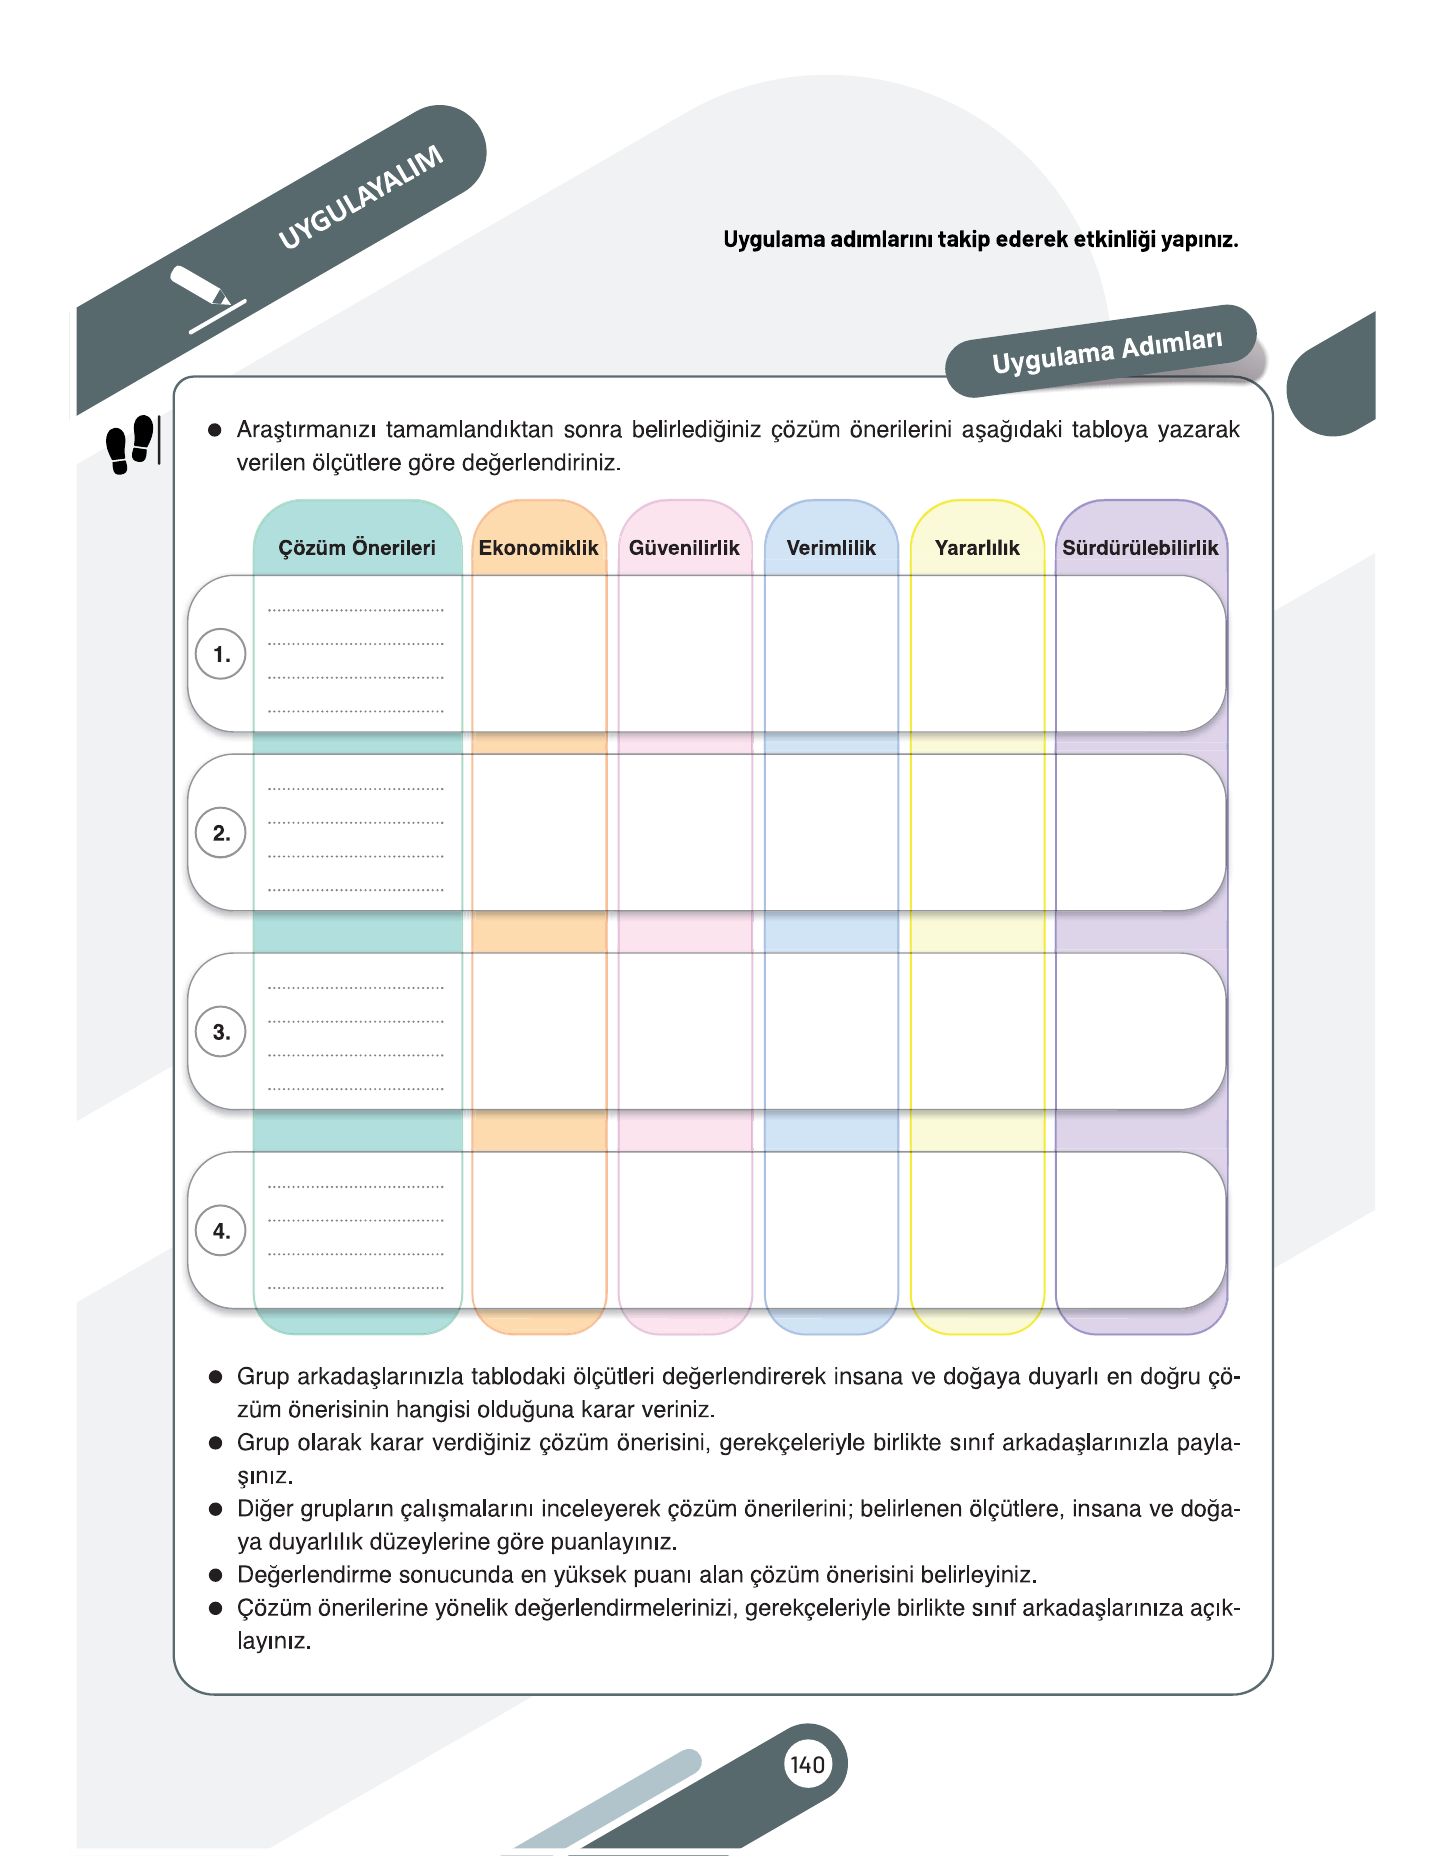 UYGULAYALIM
Uygulama adımlarını takip ederek etkinliği yapınız.
Uygulama Adımları
● Araştırmanızı tamamlandıktan sonra belirlediğiniz çözüm önerilerini aşağıdaki tabloya yazarak
verilen ölçütlere göre değerlendiriniz.
Çözüm Önerileri Ekonomiklik Güvenilirlik Verimlilik Yararlılık Sürdürülebilirlik
1.
2.
3.
4.
● Grup arkadaşlarınızla tablodaki ölçütleri değerlendirerek insana ve doğaya duyarlı en doğru çö-
züm önerisinin hangisi olduğuna karar veriniz.
● Grup olarak karar verdiğiniz çözüm önerisini, gerekçeleriyle birlikte sınıf arkadaşlarınızla payla-
şınız.
● Diğer grupların çalışmalarını inceleyerek çözüm önerilerini; belirlenen ölçütlere, insana ve doğa-
ya duyarlılık düzeylerine göre puanlayınız.
● Değerlendirme sonucunda en yüksek puanı alan çözüm önerisini belirleyiniz.
● Çözüm önerilerine yönelik değerlendirmelerinizi, gerekçeleriyle birlikte sınıf arkadaşlarınıza açık-
layınız.
140